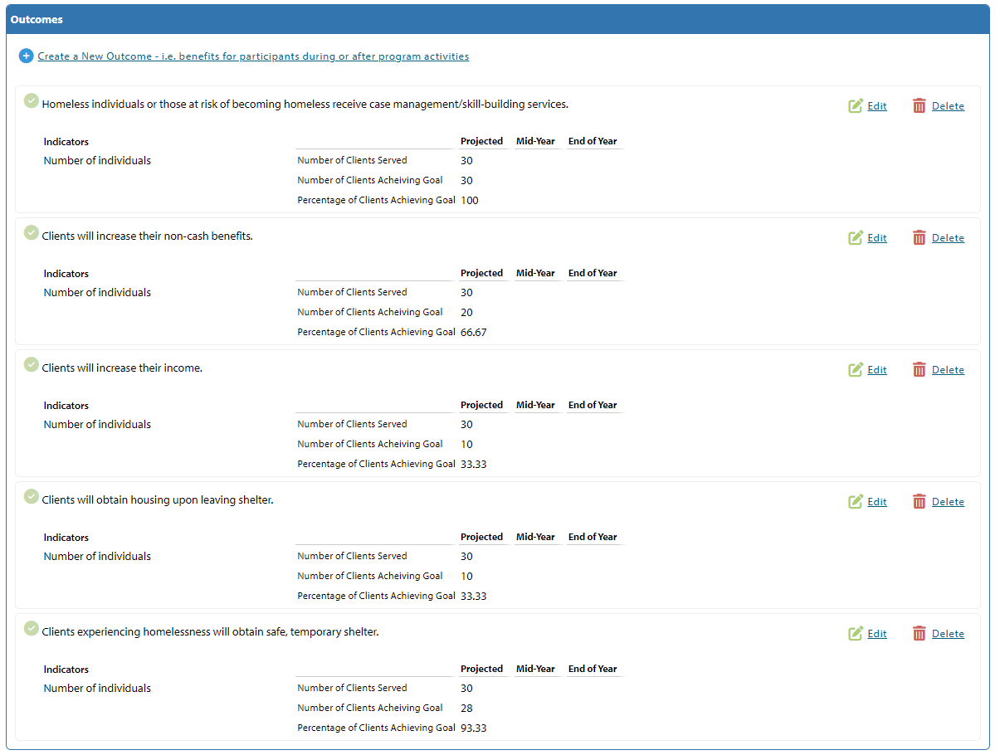 Outcomes
Create a New Outcome - i.e. benefits for participants during or after program activities
Homeless individuals or those at risk of becoming homeless receive case management/skill-building services.
Edit Delete
Indicators Projected Mid-Year End of Year
Number of individuals Number of Clients Served 30
Number of Clients Acheiving Goal 30
Percentage of Clients Achieving Goal 100
Clients will increase their non-cash benefits.
Edit Delete
Indicators Projected Mid-Year End of Year
Number of individuals Number of Clients Served 30
Number of Clients Acheiving Goal 20
Percentage of Clients Achieving Goal 66.67
Clients will increase their income.
Edit Delete
Indicators Projected Mid-Year End of Year
Number of individuals Number of Clients Served 30
Number of Clients Acheiving Goal 10
Percentage of Clients Achieving Goal 33.33
Clients will obtain housing upon leaving shelter.
Edit Delete
Indicators Projected Mid-Year End of Year
Number of individuals Number of Clients Served 30
Number of Clients Acheiving Goal 10
Percentage of Clients Achieving Goal 33.33
Clients experiencing homelessness will obtain safe, temporary shelter.
Edit Delete
Indicators Projected Mid-Year End of Year
Number of individuals Number of Clients Served 30
Number of Clients Acheiving Goal 28
Percentage of Clients Achieving Goal 93.33